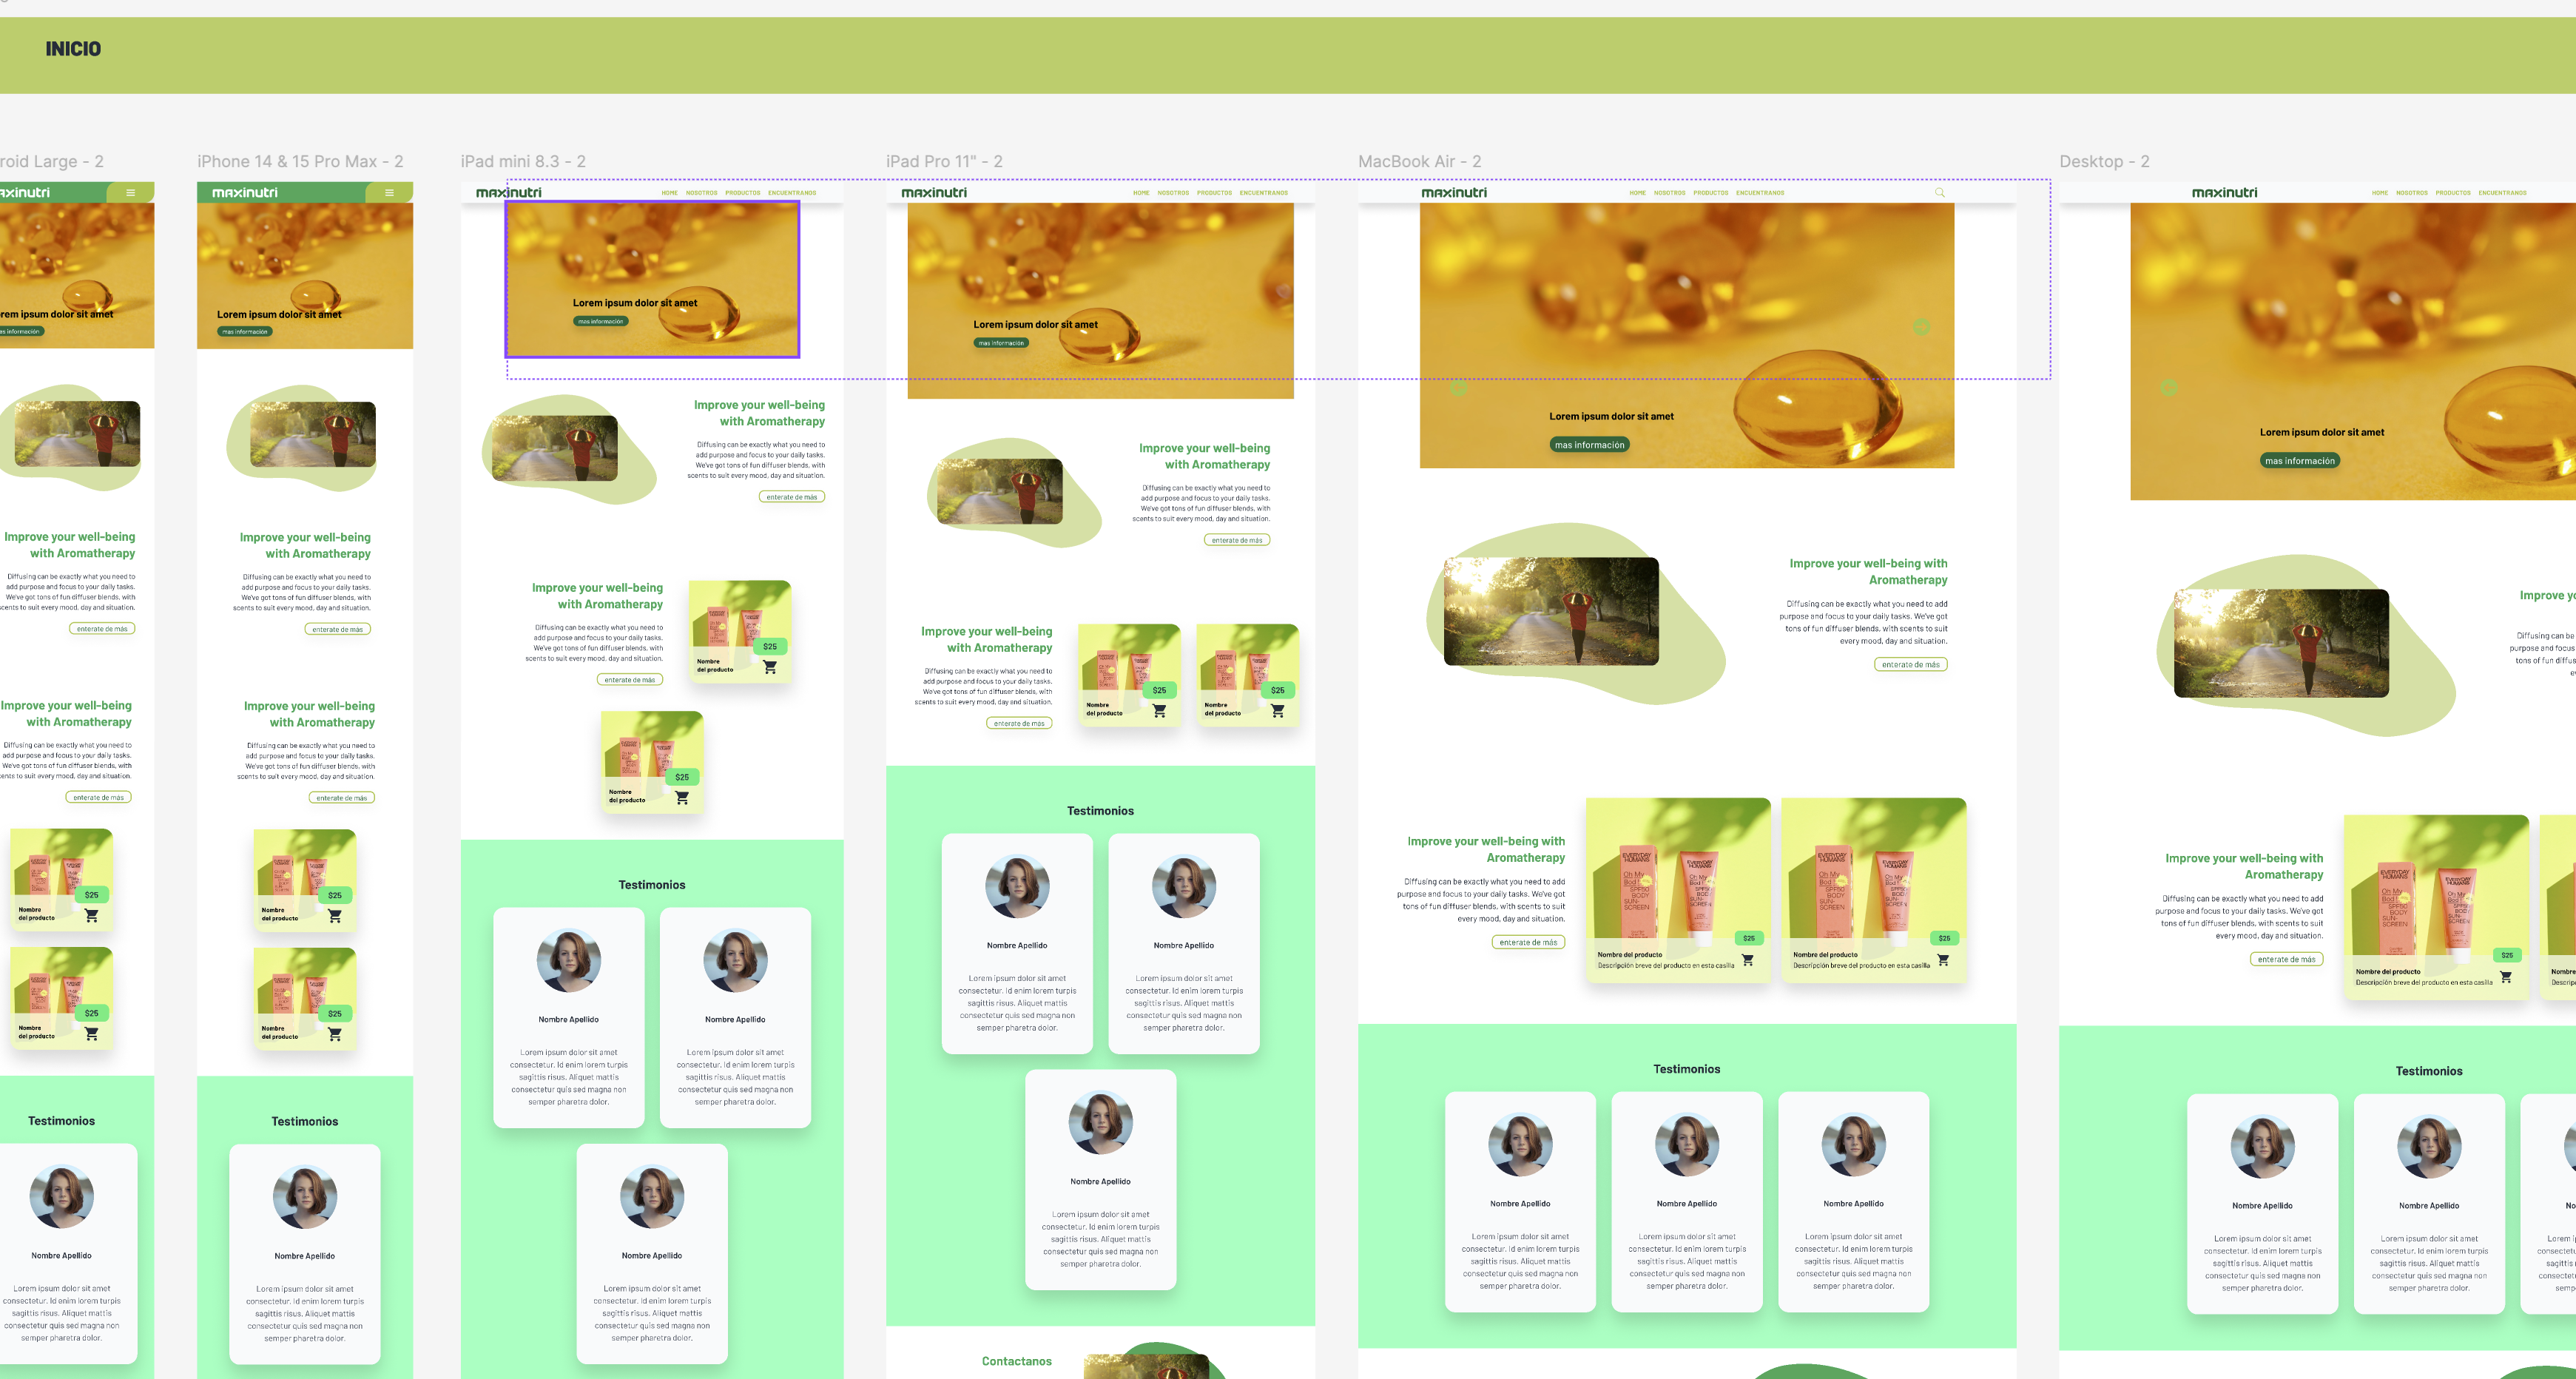 INICIO
roid Large - 2
axinutri
rem ipsum dolor sit amet
as información
Improve your well-being
with Aromatherapy
Diffusing can be exactly what you need to
add purpose and focus to your daily tasks.
We've got tons of fun diffuser blends, with
scents to suit every mood, day and situation.
enterate de más
Improve your well-being
with Aromatherapy
Diffusing can be exactly what you need to
add purpose and focus to your daily tasks.
We've got tons of fun diffuser blends, with
cents to suit every mood, day and situation.
enterate de más
$25
Nombre
del producto
$25
Nombre
del producto
Testimonios
Nombre Apellido
Lorem ipsum dolor sit amet
consectetur. Id enim lorem turpis
sagittis risus. Aliquet mattis
consectetur quis sed magna non
semper pharetra dolor.
iPhone 14 & 15 Pro Max - 2
maxinutri
Lorem ipsum dolor sit amet
mas información
Improve your well-being
with Aromatherapy
Diffusing can be exactly what you need to
add purpose and focus to your daily tasks.
We've got tons of fun diffuser blends, with
scents to suit every mood, day and situation.
enterate de más
Improve your well-being
with Aromatherapy
Diffusing can be exactly what you need to
add purpose and focus to your daily tasks.
We've got tons of fun diffuser blends, with
scents to suit every mood, day and situation.
enterate de más
$25
Nombre
del producto
$25
Nombre
del producto
Testimonios
Nombre Apellido
Lorem ipsum dolor sit amet
consectetur. Id enim lorem turpis
sagittis risus. Aliquet mattis
consectetur quis sed magna non
semper pharetra dolor.
iPad mini 8.3 - 2
maxinutri
HOME NOSOTROS PRODUCTOS ENCUENTRANOS
Lorem ipsum dolor sit amet
mas información
Improve your well-being
with Aromatherapy
Diffusing can be exactly what you need to
add purpose and focus to your daily tasks.
We've got tons of fun diffuser blends, with
scents to suit every mood, day and situation.
enterate de más
Improve your well-being
with Aromatherapy
Diffusing can be exactly what you need to
add purpose and focus to your daily tasks.
We've got tons of fun diffuser blends, with
scents to suit every mood, day and situation.
enterate de más
$25
Nombre
del producto
$25
Nombre
del producto
Testimonios
Nombre Apellido
Lorem ipsum dolor sit amet
consectetur. Id enim lorem turpis
sagittis risus. Aliquet mattis
consectetur quis sed magna non
semper pharetra dolor.
Nombre Apellido
Lorem ipsum dolor sit amet
consectetur. Id enim lorem turpis
sagittis risus. Aliquet mattis
consectetur quis sed magna non
semper pharetra dolor.
Nombre Apellido
Lorem ipsum dolor sit amet
consectetur. Id enim lorem turpis
sagittis risus. Aliquet mattis
consectetur quis sed magna non
semper pharetra dolor.
iPad Pro 11" - 2
maxinutri
HOME NOSOTROS PRODUCTOS ENCUENTRANOS
Lorem ipsum dolor sit amet
mas información
Improve your well-being
with Aromatherapy
Diffusing can be exactly what you need to
add purpose and focus to your daily tasks.
We've got tons of fun diffuser blends, with
scents to suit every mood, day and situation.
enterate de más
Improve your well-being
with Aromatherapy
Diffusing can be exactly what you need to
add purpose and focus to your daily tasks.
We've got tons of fun diffuser blends, with
scents to suit every mood, day and situation.
enterate de más
$25
Nombre
del producto
$25
Nombre
del producto
Testimonios
Nombre Apellido
Lorem ipsum dolor sit amet
consectetur. Id enim lorem turpis
sagittis risus. Aliquet mattis
consectetur quis sed magna non
semper pharetra dolor.
Nombre Apellido
Lorem ipsum dolor sit amet
consectetur. Id enim lorem turpis
sagittis risus. Aliquet mattis
consectetur quis sed magna non
semper pharetra dolor.
Nombre Apellido
Lorem ipsum dolor sit amet
consectetur. Id enim lorem turpis
sagittis risus. Aliquet mattis
consectetur quis sed magna non
semper pharetra dolor.
Contactanos
MacBook Air - 2
maxinutri
HOME NOSOTROS PRODUCTOS ENCUENTRANOS
Lorem ipsum dolor sit amet
mas información
Improve your well-being with
Aromatherapy
Diffusing can be exactly what you need to add
purpose and focus to your daily tasks. We've got
tons of fun diffuser blends, with scents to suit
every mood, day and situation.
enterate de más
Improve your well-being with
Aromatherapy
Diffusing can be exactly what you need to add
purpose and focus to your daily tasks. We've got
tons of fun diffuser blends, with scents to suit
every mood, day and situation.
enterate de más
EVERYDAY
HUMANS
Oh My
Bod!
SPF50
BODY
SUN-
SCREEN
$25
Nombre del producto
Descripción breve del producto en esta casilla
EVERYDAY
HUMANS
Oh My
Bod!
SPF50
BODY
SUN-
SCREEN
$25
Nombre del producto
Descripción breve del producto en esta casilla
Testimonios
Nombre Apellido
Lorem ipsum dolor sit amet
consectetur. Id enim lorem turpis
sagittis risus. Aliquet mattis
consectetur quis sed magna non
semper pharetra dolor.
Nombre Apellido
Lorem ipsum dolor sit amet
consectetur. Id enim lorem turpis
sagittis risus. Aliquet mattis
consectetur quis sed magna non
semper pharetra dolor.
Nombre Apellido
Lorem ipsum dolor sit amet
consectetur. Id enim lorem turpis
sagittis risus. Aliquet mattis
consectetur quis sed magna non
semper pharetra dolor.
Desktop - 2
maxinutri
HOME NOSOTROS PRODUCTOS ENCUENTRANOS
Lorem ipsum dolor sit amet
mas información
Improve yo
Diffusing can be
purpose and focus
tons of fun diffus
Improve your well-being with
Aromatherapy
Diffusing can be exactly what you need to add
purpose and focus to your daily tasks. We've got
tons of fun diffuser blends, with scents to suit
every mood, day and situation.
enterate de más
EVERYDAY
HUMANS
Oh My
Bod!
SPF50
BODY
SUN-
SCREEN
$25
Nombre del producto
Descripción breve del producto en esta casilla
Nombre
Descrip
Testimonios
Nombre Apellido
Lorem ipsum dolor sit amet
consectetur. Id enim lorem turpis
sagittis risus. Aliquet mattis
consectetur quis sed magna non
semper pharetra dolor.
Nombre Apellido
Lorem ipsum dolor sit amet
consectetur. Id enim lorem turpis
sagittis risus. Aliquet mattis
consectetur quis sed magna non
semper pharetra dolor.
No
Lorem i
consectetu
sagittis
consectet
semp